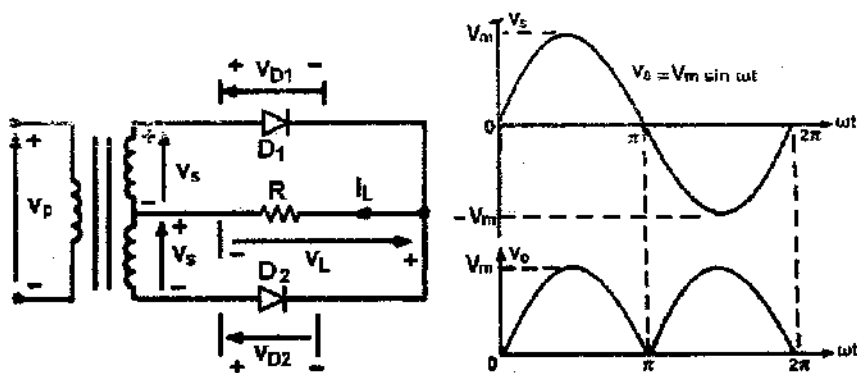 + V_D1 −
D₁
+
v_p
−
+
v_s
−
R
i_L
+
v_s
−
− v_L +
D₂
+ V_D2 −
V_m
v_s
v_s = V_m sin ωt
0
π
2π
ωt
−V_m
V_m
v_o
0
π
2π
ωt